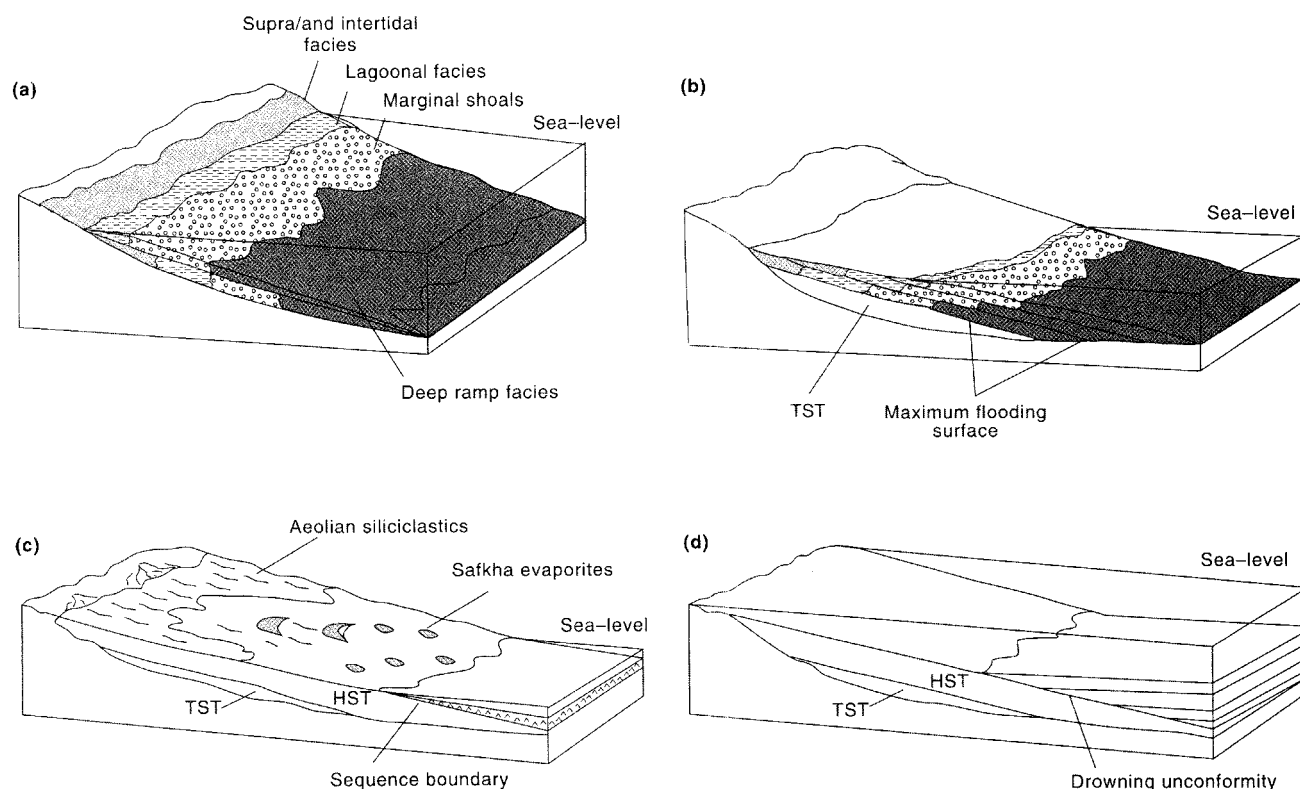 (a)
Supra/and intertidal
facies
Lagoonal facies
Marginal shoals
Sea–level
Deep ramp facies
(b)
Sea–level
TST
Maximum flooding
surface
(c)
Aeolian siliciclastics
Safkha evaporites
Sea–level
TST
HST
Sequence boundary
(d)
Sea–level
HST
TST
Drowning unconformity